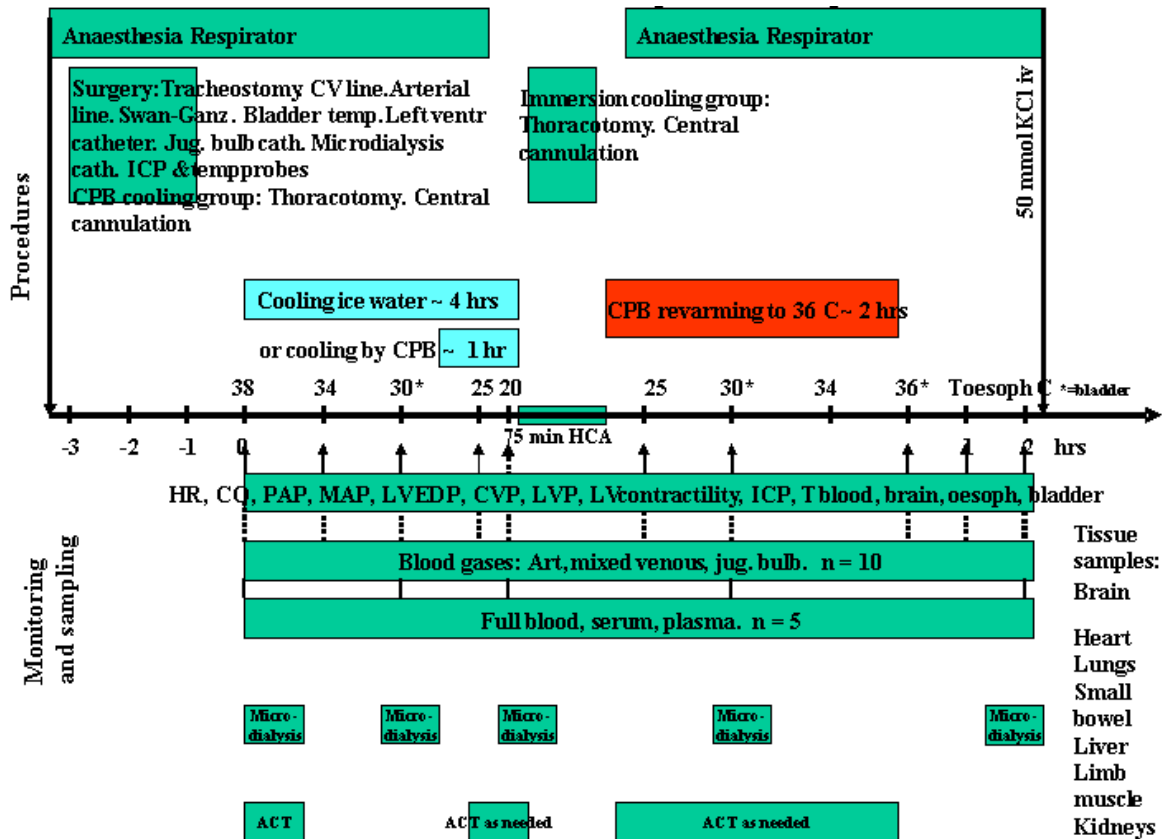 Anaesthesia. Respirator
Anaesthesia. Respirator
Surgery: Tracheostomy CV line. Arterial
line. Swan-Ganz. Bladder temp. Left ventr
catheter. Jug. bulb cath. Microdialysis
cath. ICP & temp probes
CPB cooling group: Thoracotomy. Central
cannulation
Immersion cooling group:
Thoracotomy. Central
cannulation
50 mmol KCl iv
Procedures
Cooling ice water ~ 4 hrs
CPB revarming to 36 C ~ 2 hrs
or cooling by CPB ~ 1 hr
38 34 30* 25 20 25 30* 34 36* Toesoph C *=bladder
75 min HCA
-3 -2 -1 0 1 2 hrs
HR, CO, PAP, MAP, LVEDP, CVP, LVP, LVcontractility, ICP, Tblood, brain, oesoph, bladder
Monitoring
and sampling
Blood gases: Art, mixed venous, jug. bulb. n = 10
Full blood, serum, plasma. n = 5
Tissue
samples:
Brain
Heart
Lungs
Small
bowel
Liver
Limb
muscle
Kidneys
Micro-
dialysis
Micro-
dialysis
Micro-
dialysis
Micro-
dialysis
Micro-
dialysis
ACT
ACT as needed
ACT as needed